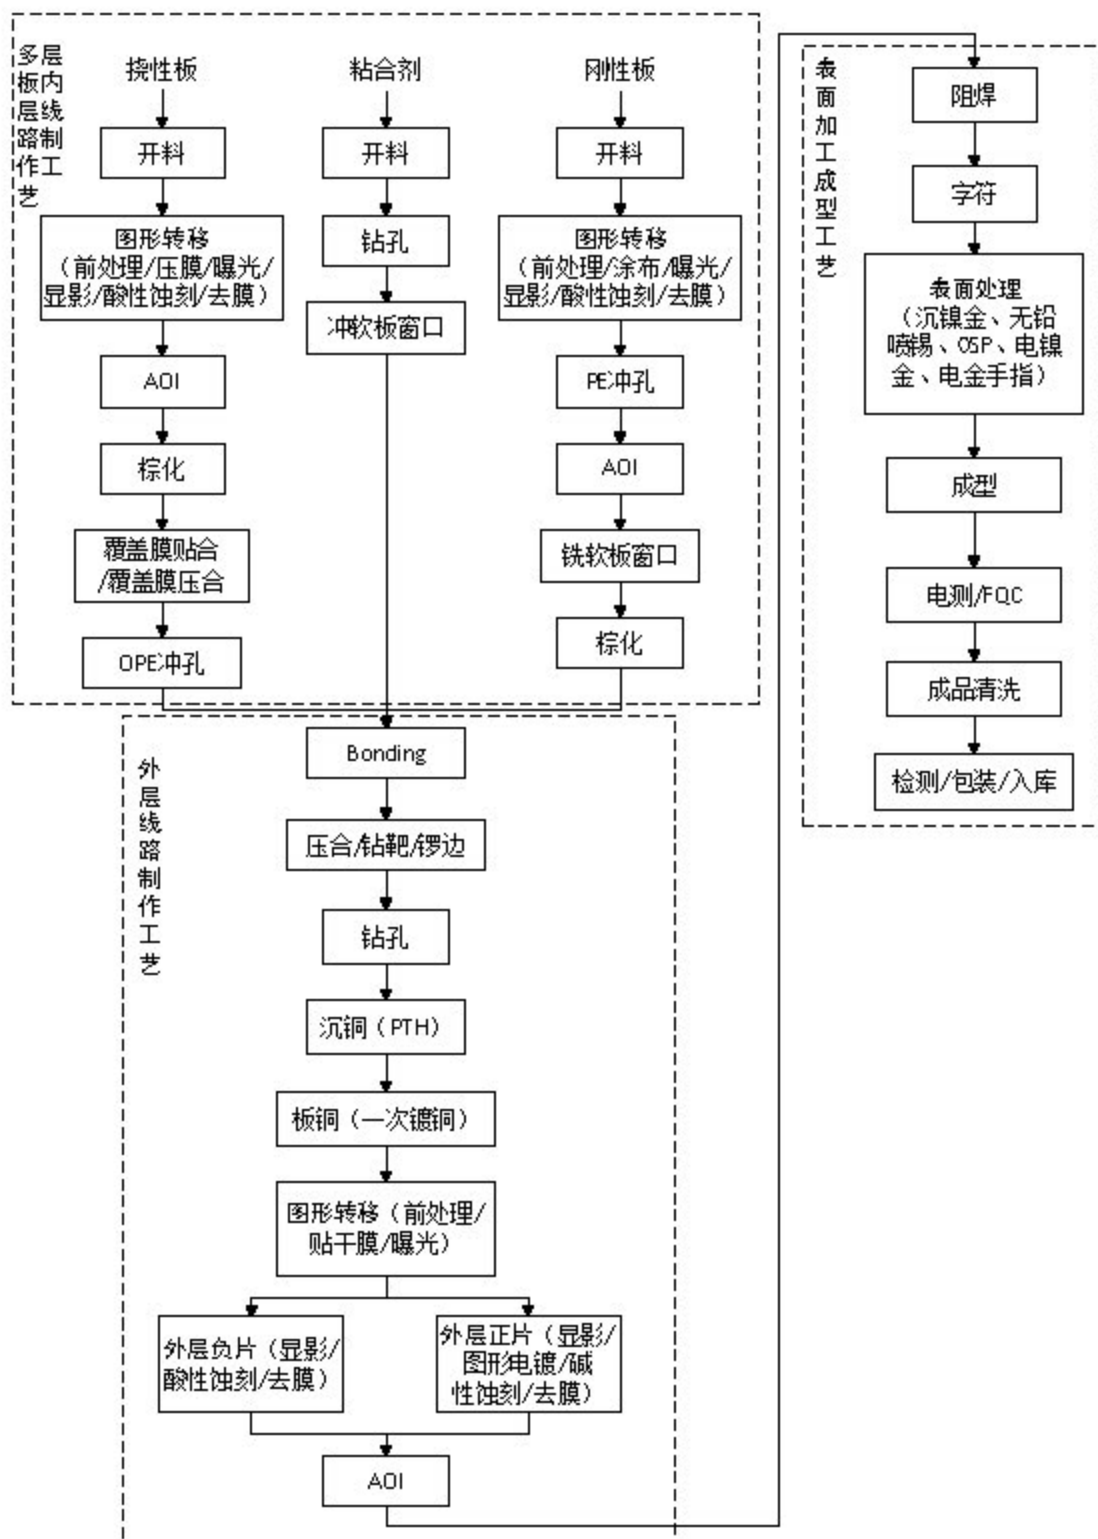 多层
板内
层线
路制
作工
艺
挠性板
开料
图形转移
（前处理/压膜/曝光/
显影/酸性蚀刻/去膜）
AOI
棕化
覆盖膜贴合
/覆盖膜压合
OPE冲孔
粘合剂
开料
钻孔
冲软板窗口
刚性板
开料
图形转移
（前处理/涂布/曝光/
显影/酸性蚀刻/去膜）
PE冲孔
AOI
铣软板窗口
棕化
外
层
线
路
制
作
工
艺
Bonding
压合/钻靶/锣边
钻孔
沉铜（PTH）
板铜（一次镀铜）
图形转移（前处理/
贴干膜/曝光）
外层负片（显影/
酸性蚀刻/去膜）
外层正片（显影/
图形电镀/碱
性蚀刻/去膜）
AOI
表
面
加
工
成
型
工
艺
阻焊
字符
表面处理
（沉镍金、无铅
喷锡、OSP、电镍
金、电金手指）
成型
电测/FQC
成品清洗
检测/包装/入库